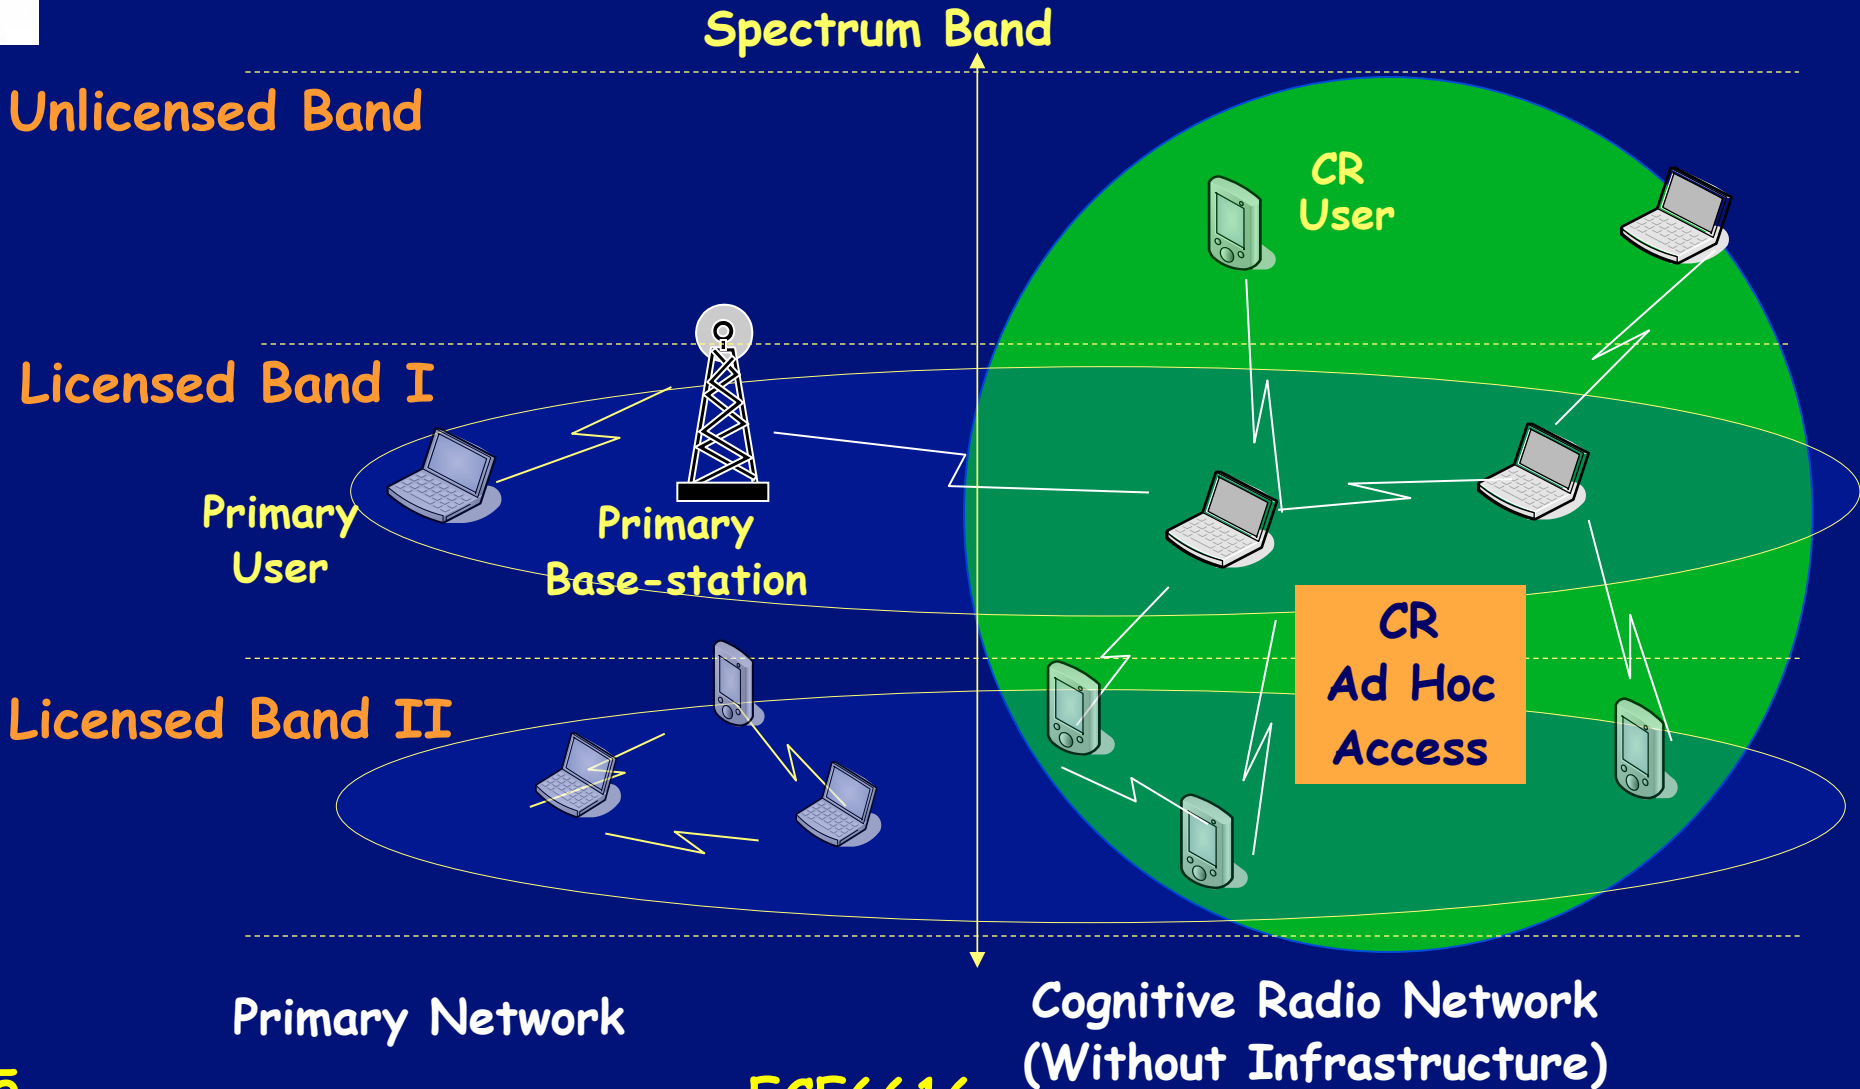 Spectrum Band
Unlicensed Band
CR
User
Licensed Band I
Primary
User
Primary
Base-station
CR
Ad Hoc
Access
Licensed Band II
Primary Network
Cognitive Radio Network
(Without Infrastructure)
ECE6616